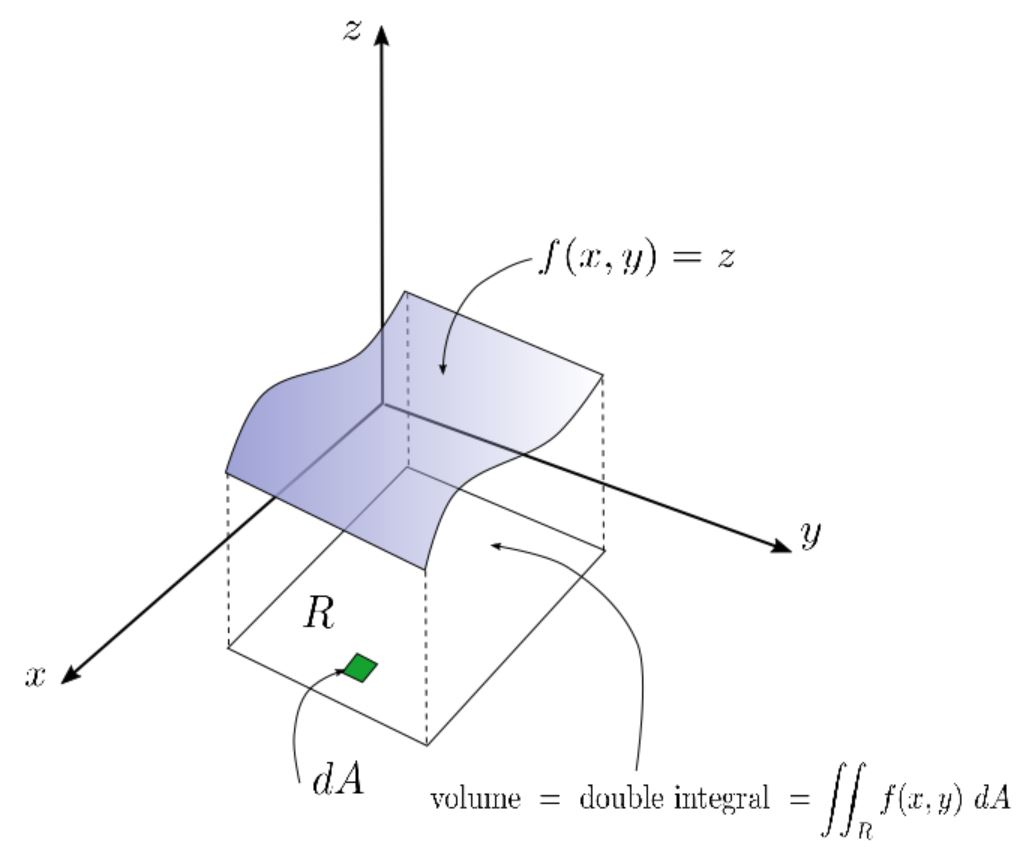 z
f(x, y) = z
y
R
x
dA
volume = double integral = ∬_R f(x, y) dA